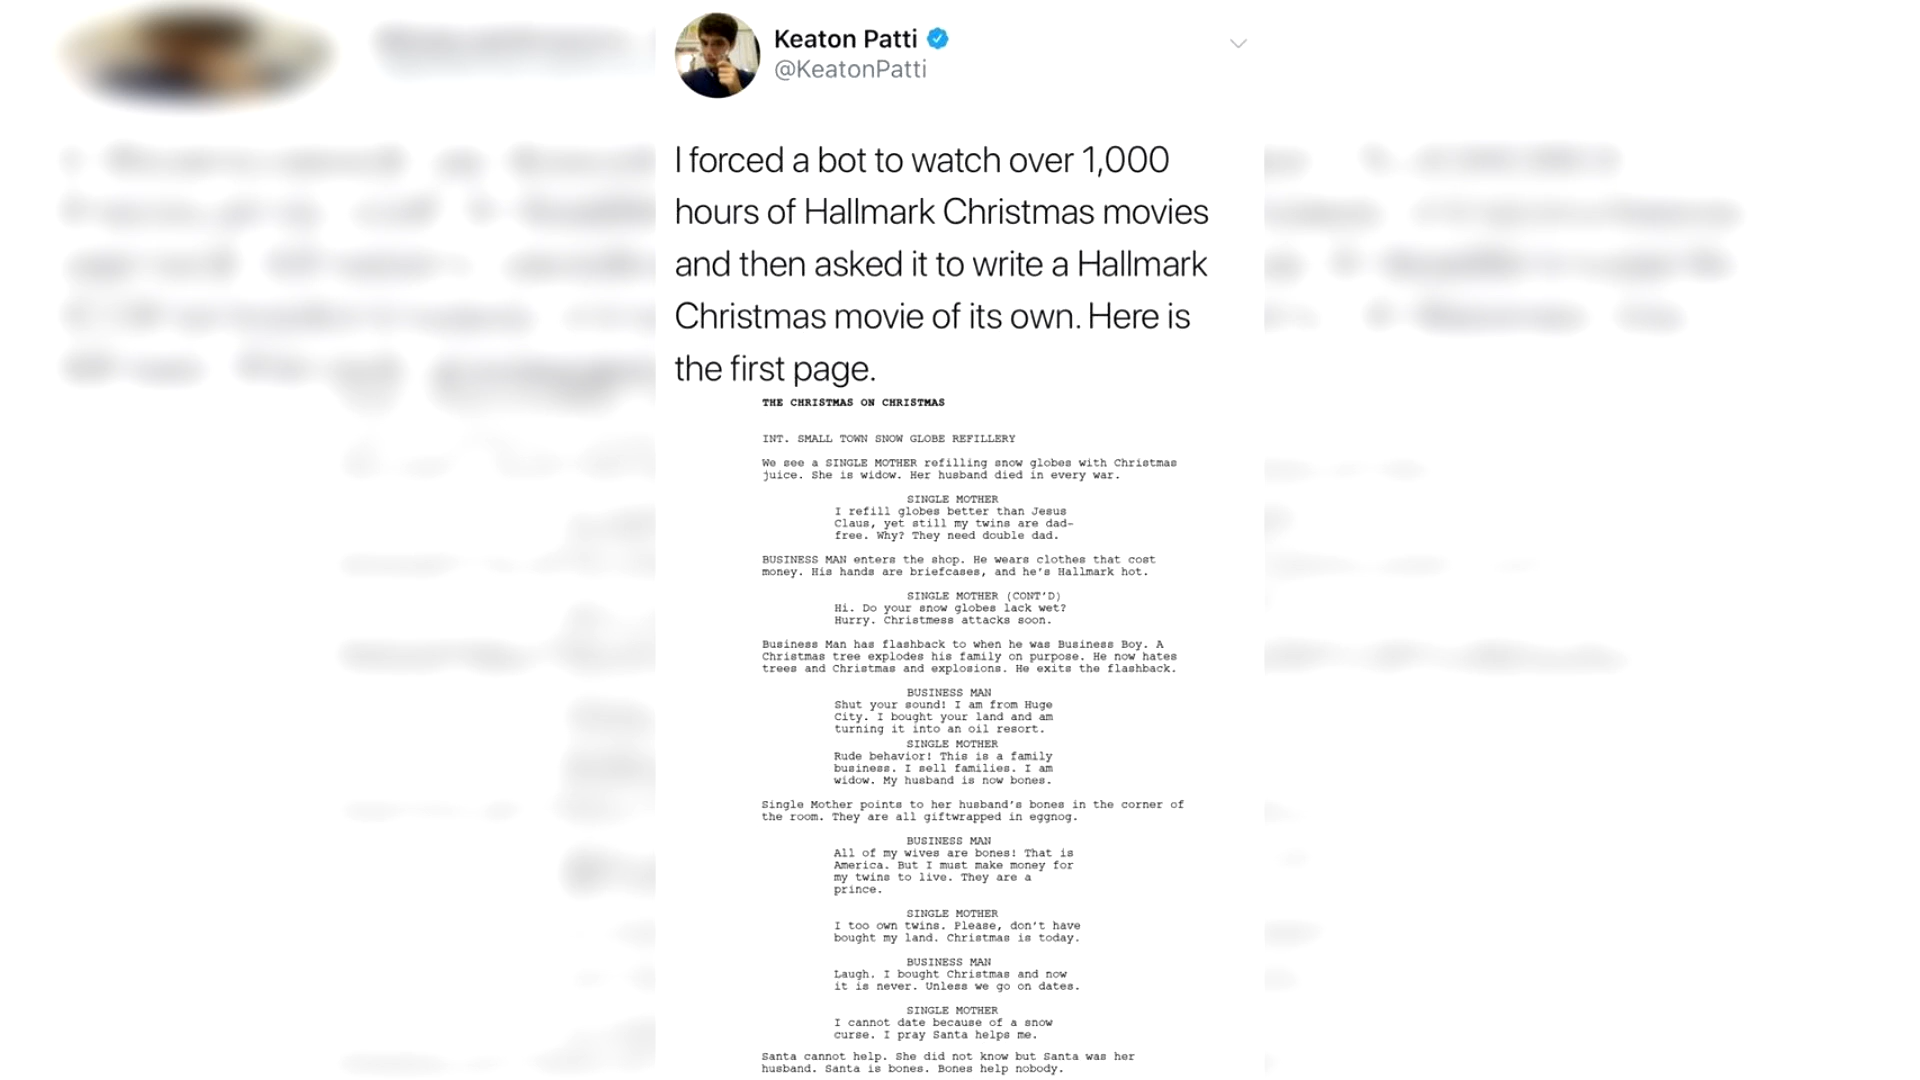 Keaton Patti
@KeatonPatti
I forced a bot to watch over 1,000
hours of Hallmark Christmas movies
and then asked it to write a Hallmark
Christmas movie of its own. Here is
the first page.
THE CHRISTMAS ON CHRISTMAS
INT. SMALL TOWN SNOW GLOBE REFILLERY
We see a SINGLE MOTHER refilling snow globes with Christmas
juice. She is widow. Her husband died in every war.
SINGLE MOTHER
I refill globes better than Jesus
Claus, yet still my twins are dad-
free. Why? They need double dad.
BUSINESS MAN enters the shop. He wears clothes that cost
money. His hands are briefcases, and he's Hallmark hot.
SINGLE MOTHER (CONT'D)
Hi. Do your snow globes lack wet?
Hurry. Christmess attacks soon.
Business Man has flashback to when he was Business Boy. A
Christmas tree explodes his family on purpose. He now hates
trees and Christmas and explosions. He exits the flashback.
BUSINESS MAN
Shut your sound! I am from Huge
City. I bought your land and am
turning it into an oil resort.
SINGLE MOTHER
Rude behavior! This is a family
business. I sell families. I am
widow. My husband is now bones.
Single Mother points to her husband's bones in the corner of
the room. They are all giftwrapped in eggnog.
BUSINESS MAN
All of my wives are bones! That is
America. But I must make money for
my twins to live. They are a
prince.
SINGLE MOTHER
I too own twins. Please, don't have
bought my land. Christmas is today.
BUSINESS MAN
Laugh. I bought Christmas and now
it is never. Unless we go on dates.
SINGLE MOTHER
I cannot date because of a snow
curse. I pray Santa helps me.
Santa cannot help. She did not know but Santa was her
husband. Santa is bones. Bones help nobody.